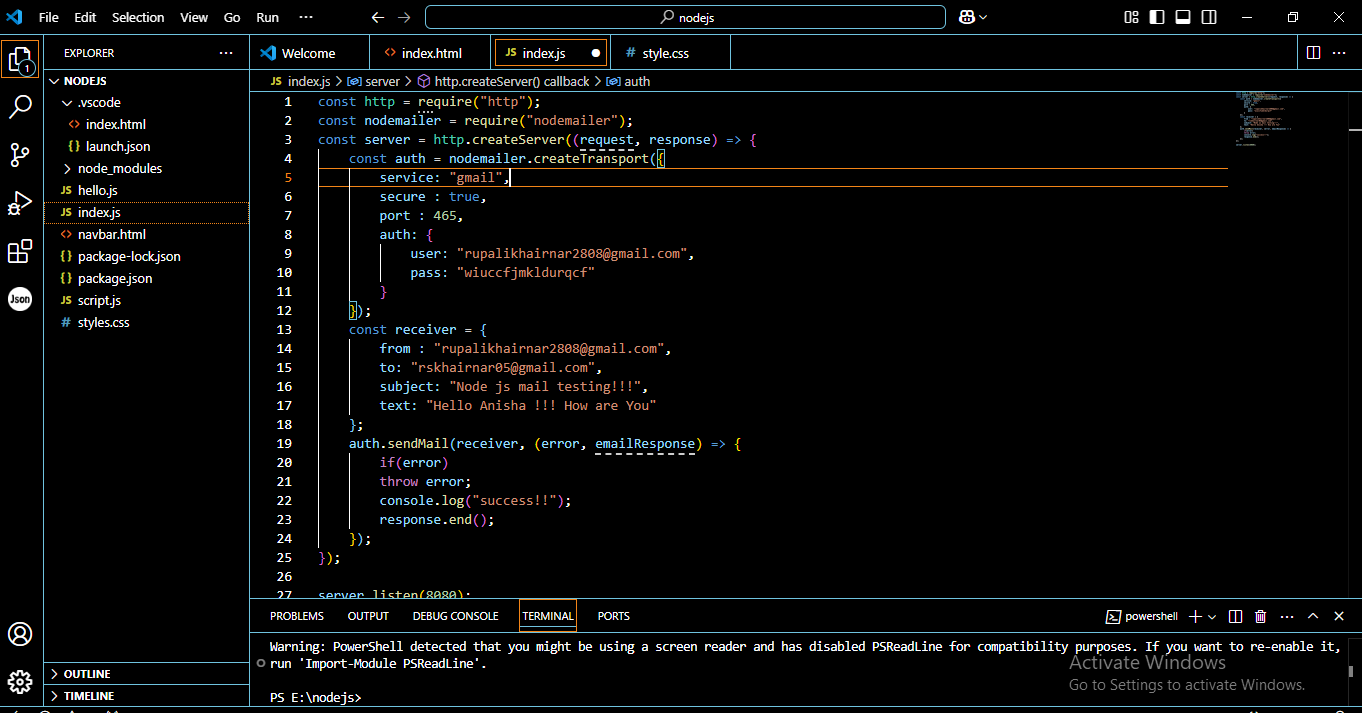 File Edit Selection View Go Run ··· nodejs
EXPLORER ··· Welcome index.html JS index.js # style.css ···
NODEJS
JS index.js > server > http.createServer() callback > auth
.vscode
index.html
{} launch.json
node_modules
JS hello.js
JS index.js
navbar.html
{} package-lock.json
{} package.json
JS script.js
# styles.css
1
Json
OUTLINE
TIMELINE
1 const http = require("http");
2 const nodemailer = require("nodemailer");
3 const server = http.createServer((request, response) => {
4 const auth = nodemailer.createTransport({
5 service: "gmail",
6 secure : true,
7 port : 465,
8 auth: {
9 user: "rupalikhairnar2808@gmail.com",
10 pass: "wiuccfjmkldurqcf"
11 }
12 });
13 const receiver = {
14 from : "rupalikhairnar2808@gmail.com",
15 to: "rskhairnar05@gmail.com",
16 subject: "Node js mail testing!!!",
17 text: "Hello Anisha !!! How are You"
18 };
19 auth.sendMail(receiver, (error, emailResponse) => {
20 if(error)
21 throw error;
22 console.log("success!!");
23 response.end();
24 });
25 });
26
27 server.listen(8080);
PROBLEMS OUTPUT DEBUG CONSOLE TERMINAL PORTS powershell ···
Warning: PowerShell detected that you might be using a screen reader and has disabled PSReadLine for compatibility purposes. If you want to re-enable it,
run 'Import-Module PSReadLine'.
PS E:\nodejs>
Activate Windows
Go to Settings to activate Windows.